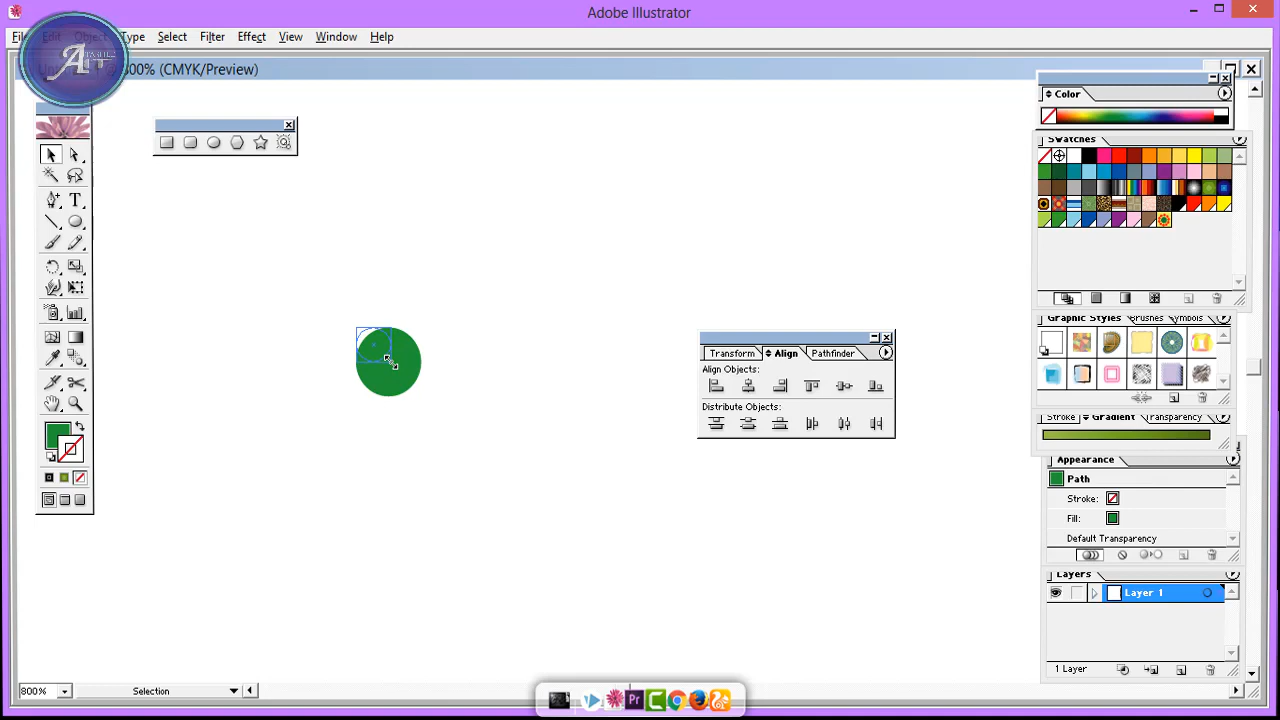 Adobe Illustrator
File Edit Object Type Select Filter Effect View Window Help
800% (CMYK/Preview)
Color
Swatches
Transform Align Pathfinder
Align Objects:
Distribute Objects:
Graphic Styles Brushes Symbols
Stroke Gradient Transparency
Appearance
Path
Stroke:
Fill:
Default Transparency
Layers
Layer 1
1 Layer
800% Selection